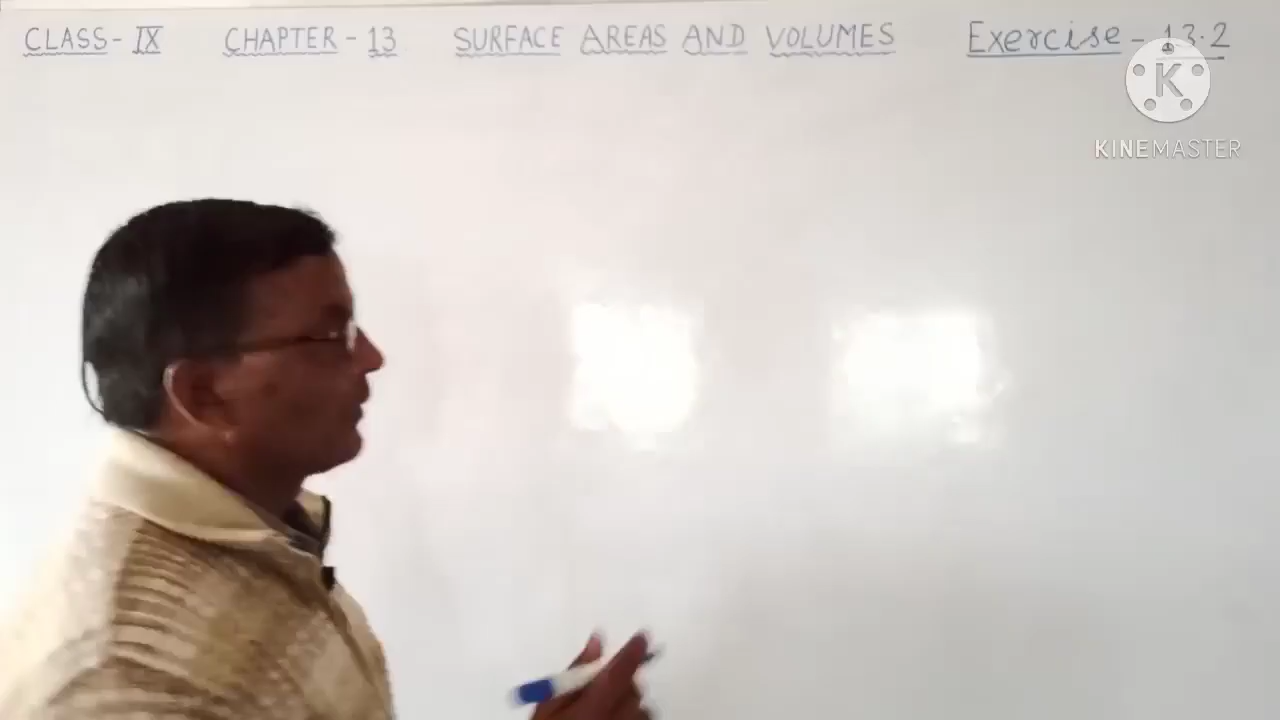 CLASS- IX CHAPTER - 13 SURFACE AREAS AND VOLUMES Exercise - 13.2
K
KINEMASTER